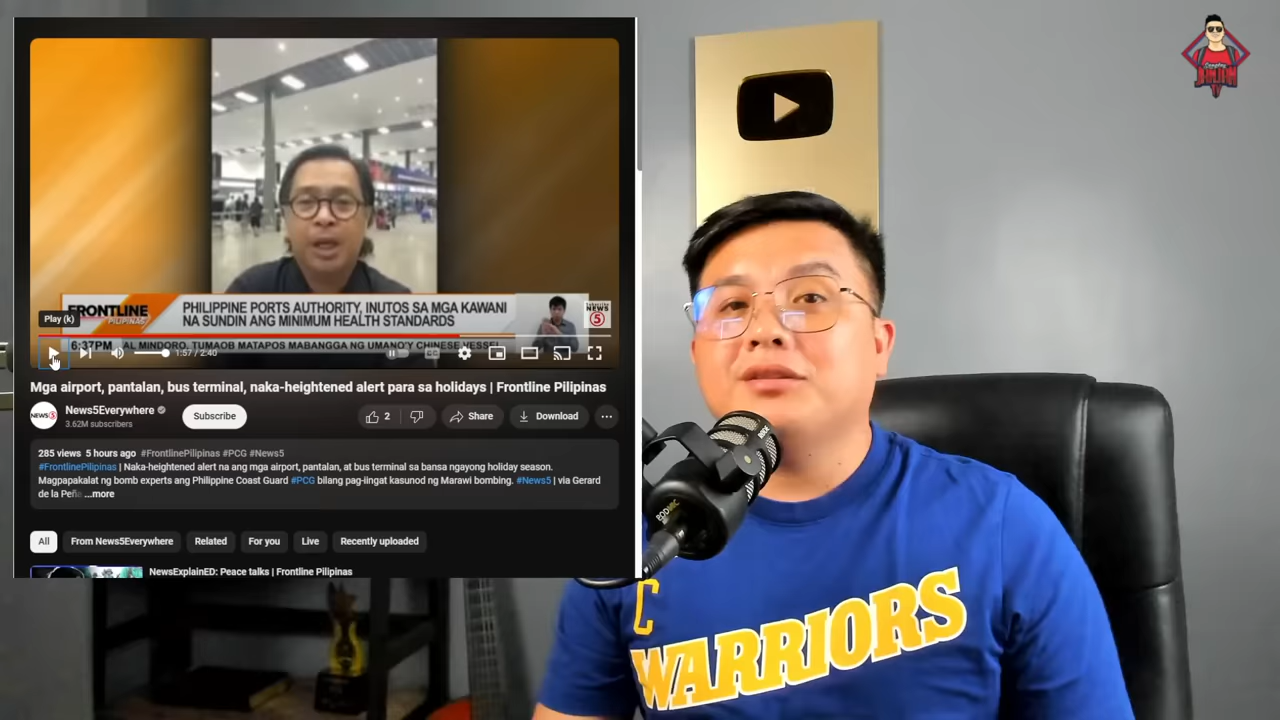 FRONTLINE
PILIPINAS
PHILIPPINE PORTS AUTHORITY, INUTOS SA MGA KAWANI
NA SUNDIN ANG MINIMUM HEALTH STANDARDS
NEWS
5
Play (k)
6:37PM
AL MINDORO, TUMAOB MATAPOS MABANGGA NG UMANO'Y CHINESE VESSEL
1:57 / 2:40
Mga airport, pantalan, bus terminal, naka-heightened alert para sa holidays | Frontline Pilipinas
NEWS5
News5Everywhere
3.62M subscribers
Subscribe
2
Share
Download
285 views 5 hours ago #FrontlinePilipinas #PCG #News5
#FrontlinePilipinas | Naka-heightened alert na ang mga airport, pantalan, at bus terminal sa bansa ngayong holiday season.
Magpapakalat ng bomb experts ang Philippine Coast Guard #PCG bilang pag-iingat kasunod ng Marawi bombing. #News5 | via Gerard
de la Peña ...more
All
From News5Everywhere
Related
For you
Live
Recently uploaded
NewsExplainED: Peace talks | Frontline Pilipinas
JANJAN
RØDE
C
WARRIORS